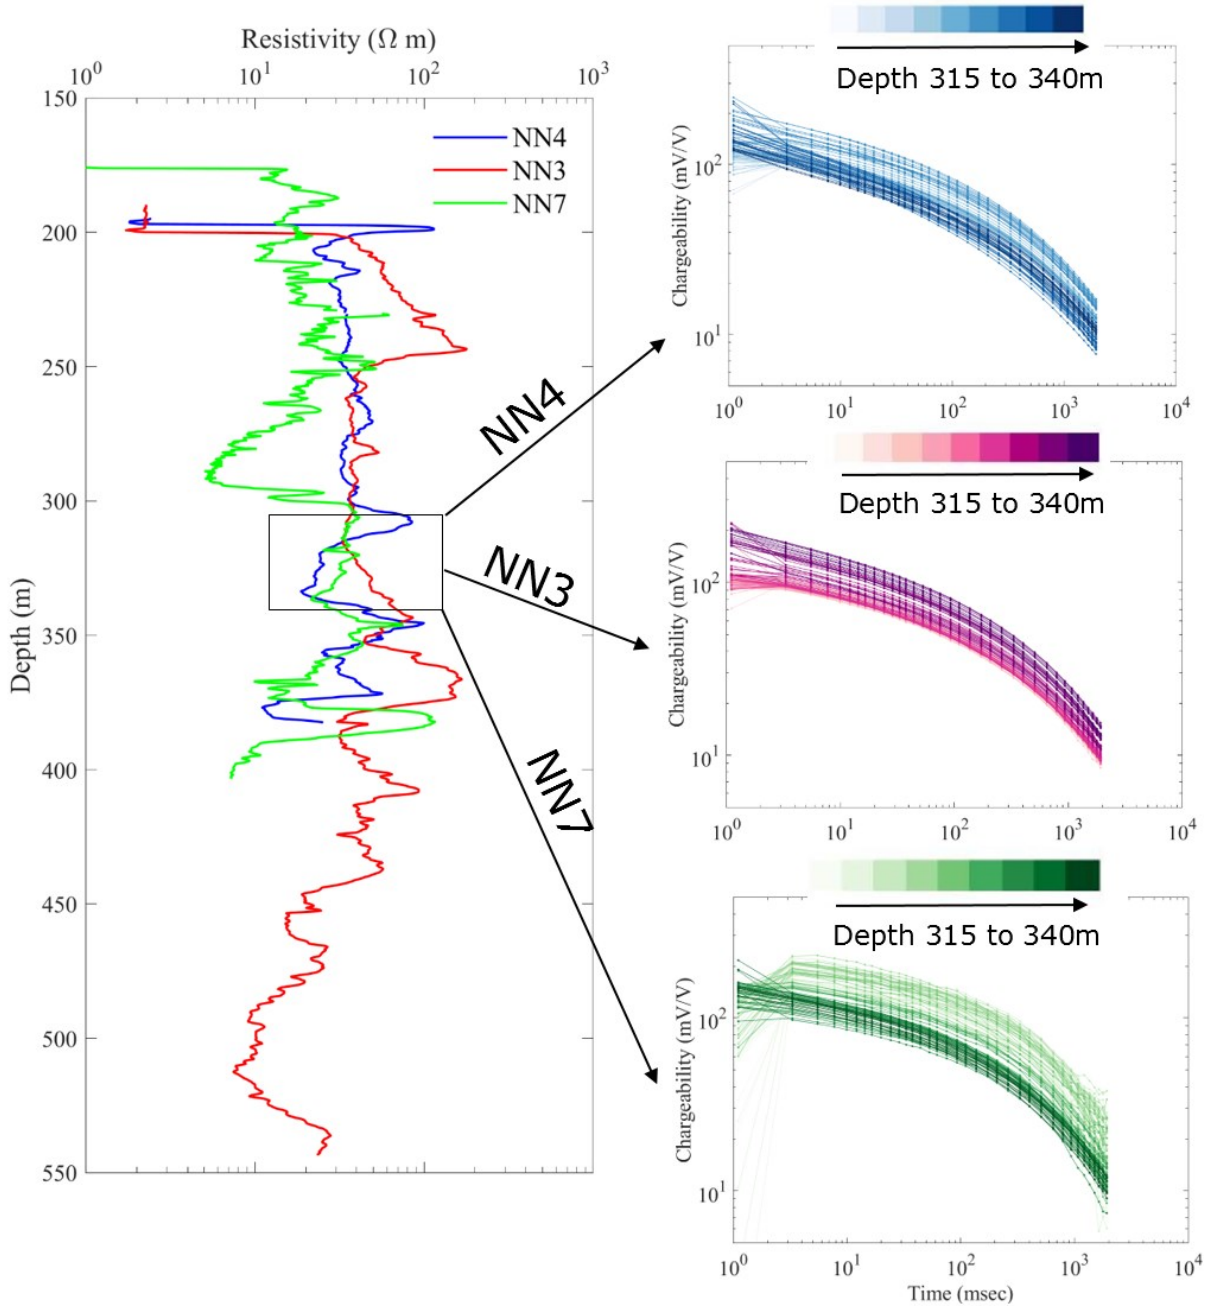 Resistivity (Ω m)
10⁰ 10¹ 10² 10³
150
200
250
300
350
400
450
500
550
Depth (m)
NN4
NN3
NN7
NN4
NN3
NN7
Depth 315 to 340m
Chargeability (mV/V)
10²
10¹
10⁰ 10¹ 10² 10³ 10⁴
Depth 315 to 340m
Chargeability (mV/V)
10²
10¹
10⁰ 10¹ 10² 10³ 10⁴
Depth 315 to 340m
Chargeability (mV/V)
10²
10¹
10⁰ 10¹ 10² 10³ 10⁴
Time (msec)